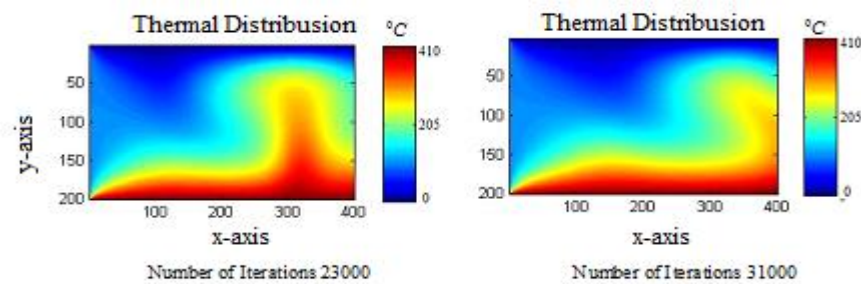 Thermal Distribusion
°C
410
205
0
50
100
150
200
100
200
300
400
y-axis
x-axis
Number of Iterations 23000
Thermal Distribusion
°C
410
205
0
50
100
150
200
100
200
300
400
x-axis
Number of Iterations 31000